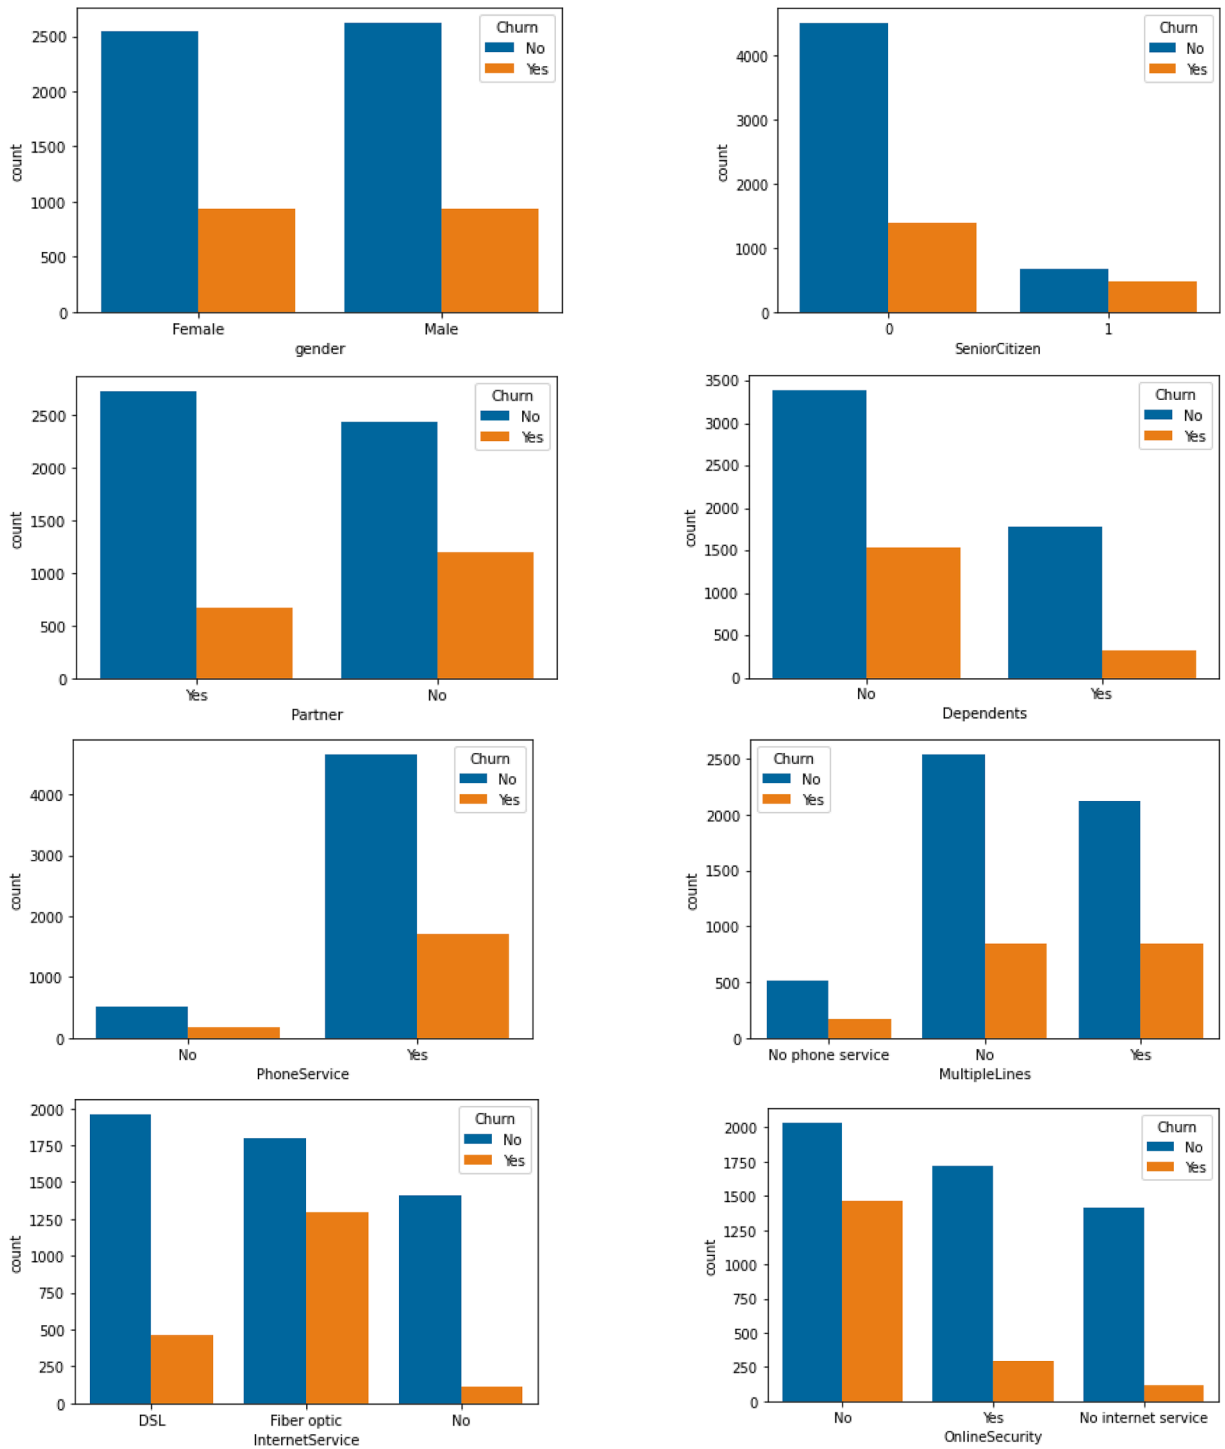 Churn
No
Yes
2500
2000
1500
1000
500
0
count
Female
Male
gender
Churn
No
Yes
4000
3000
2000
1000
0
count
0
1
SeniorCitizen
Churn
No
Yes
2500
2000
1500
1000
500
0
count
Yes
No
Partner
Churn
No
Yes
3500
3000
2500
2000
1500
1000
500
0
count
No
Yes
Dependents
Churn
No
Yes
4000
3000
2000
1000
0
count
No
Yes
PhoneService
Churn
No
Yes
2500
2000
1500
1000
500
0
count
No phone service
No
Yes
MultipleLines
Churn
No
Yes
2000
1750
1500
1250
1000
750
500
250
0
count
DSL
Fiber optic
No
InternetService
Churn
No
Yes
2000
1750
1500
1250
1000
750
500
250
0
count
No
Yes
No internet service
OnlineSecurity